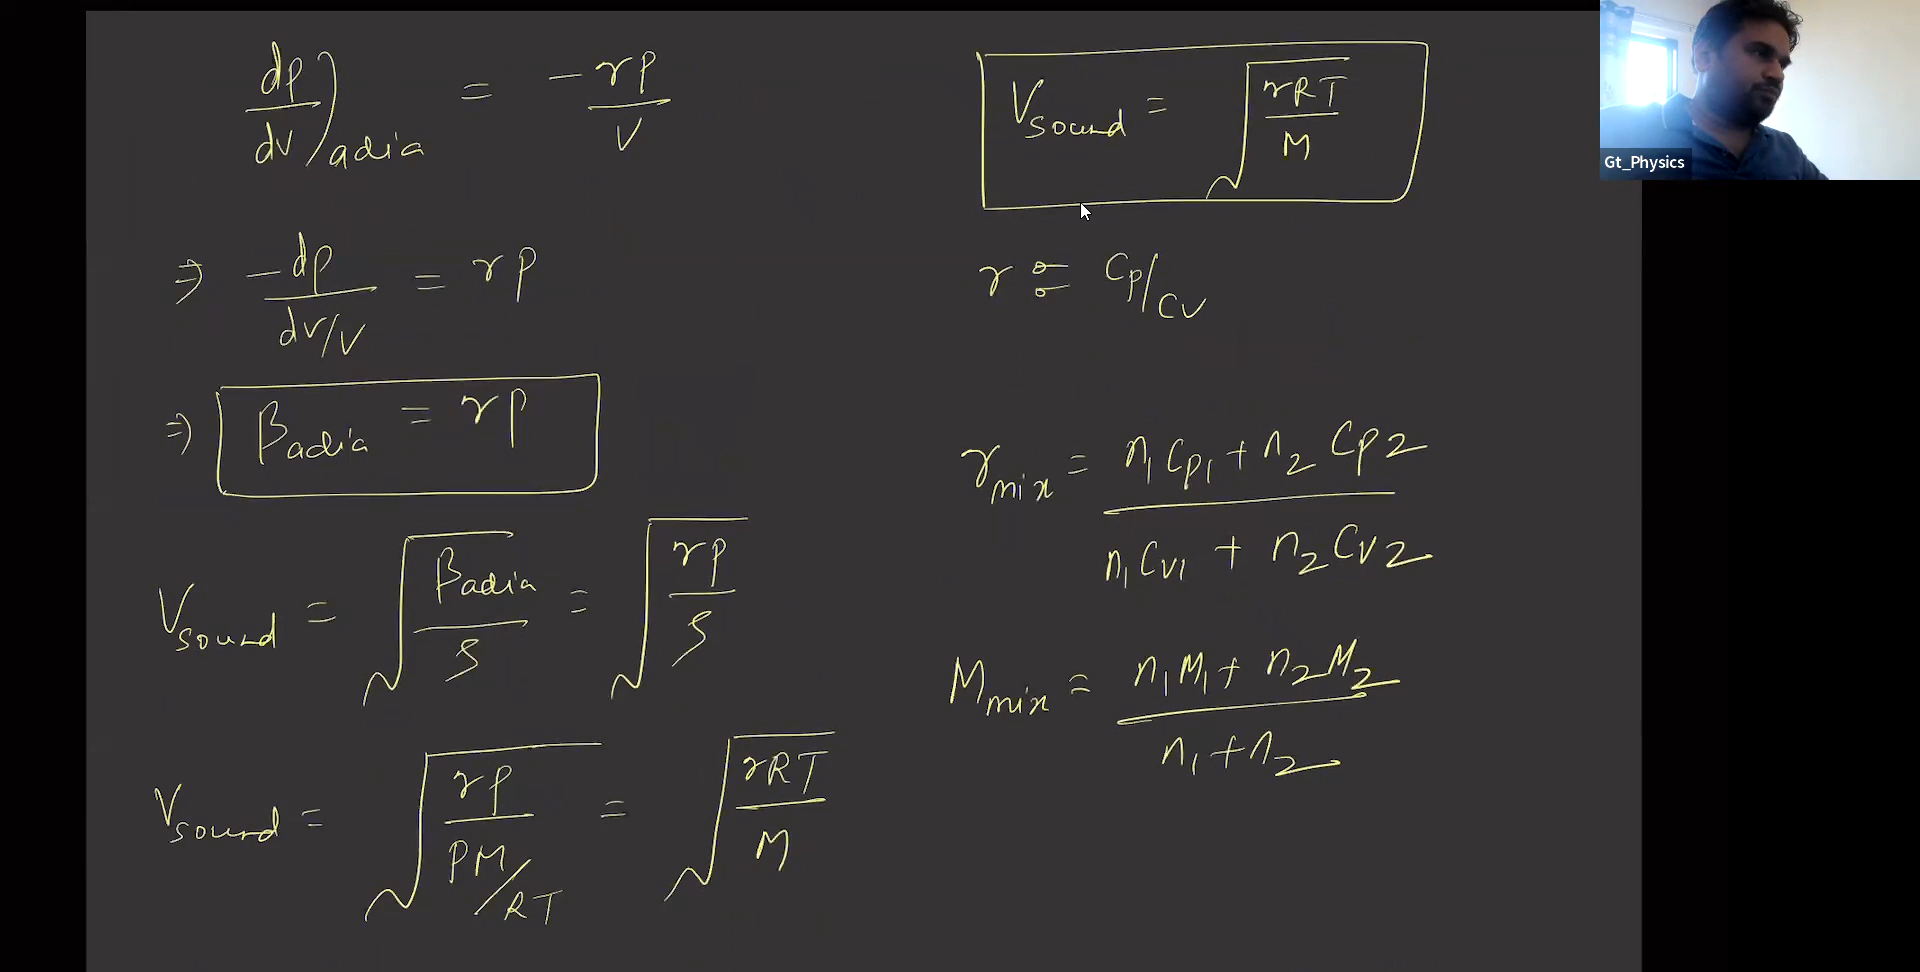 dp/dv)adia = -γP/V
⇒ -dp/(dv/V) = γP
⇒ βadia = γP
Vsound = √(βadia/ρ) = √(γP/ρ)
Vsound = √(γP/(PM/RT)) = √(γRT/M)
Vsound = √(γRT/M)
γ = Cp/Cv
γmix = (n₁Cp₁ + n₂Cp2)/(n₁Cv₁ + n₂Cv2)
Mmix = (n₁M₁ + n₂M₂)/(n₁ + n₂)
Gt_Physics